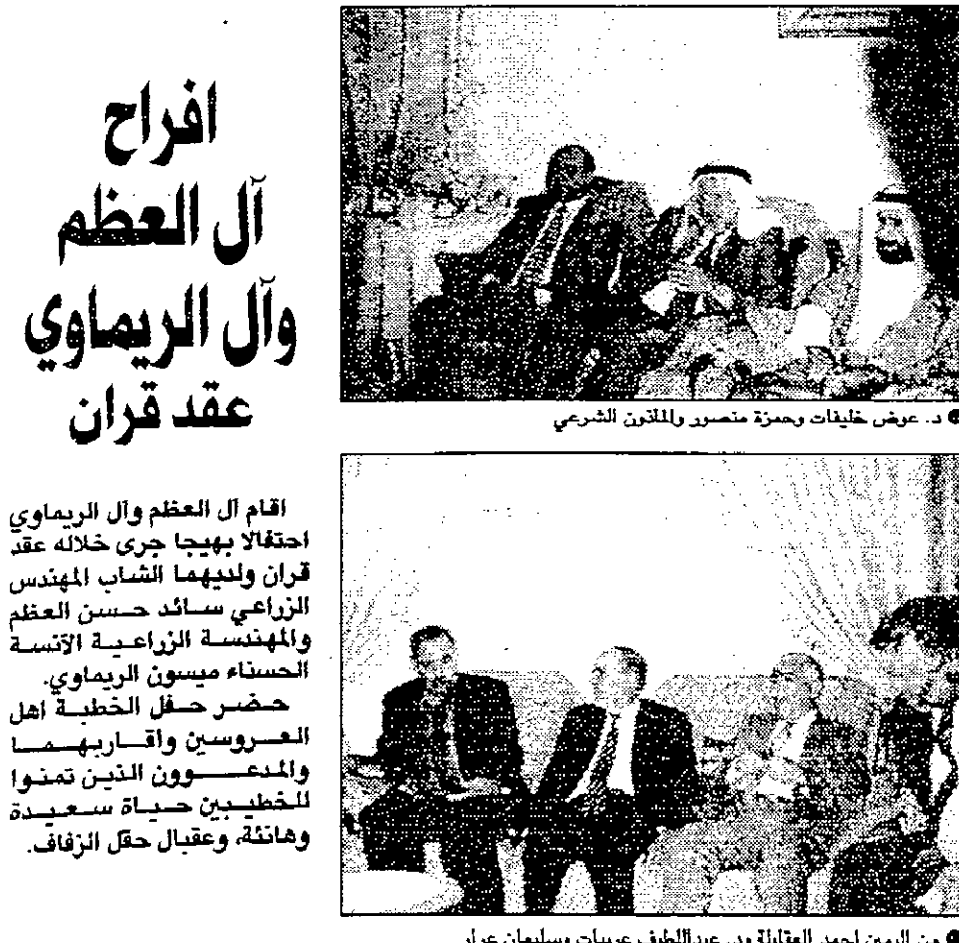 افراح
آل العظم
وآل الريماوي
عقد قران
اقام آل العظم وآل الريماوي
احتفالا بهيجا جرى خلاله عقد
قران ولديهما الشاب المهندس
الزراعي سائد حسن العظم
والمهندسة الزراعية الآنسة
الحسناء ميسون الريماوي.
حضر حفل الخطبة اهل
العروسين واقاربهما
والمدعوون الذين تمنوا
للخطيبين حياة سعيدة
وهانئة، وعقبال حفل الزفاف.
د. عوض خليفات وحمزة منصور والمأذون الشرعي
من اليمين احمد العقايلة ود. عبداللطيف عربيات وسليمان عرار